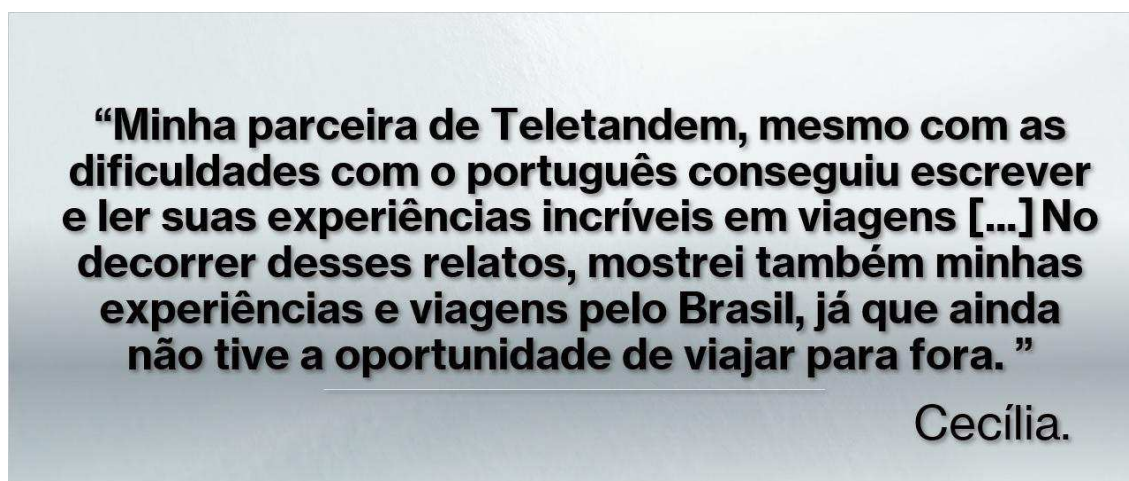 “Minha parceira de Teletandem, mesmo com as
dificuldades com o português conseguiu escrever
e ler suas experiências incríveis em viagens [...] No
decorrer desses relatos, mostrei também minhas
experiências e viagens pelo Brasil, já que ainda
não tive a oportunidade de viajar para fora. ”
Cecília.